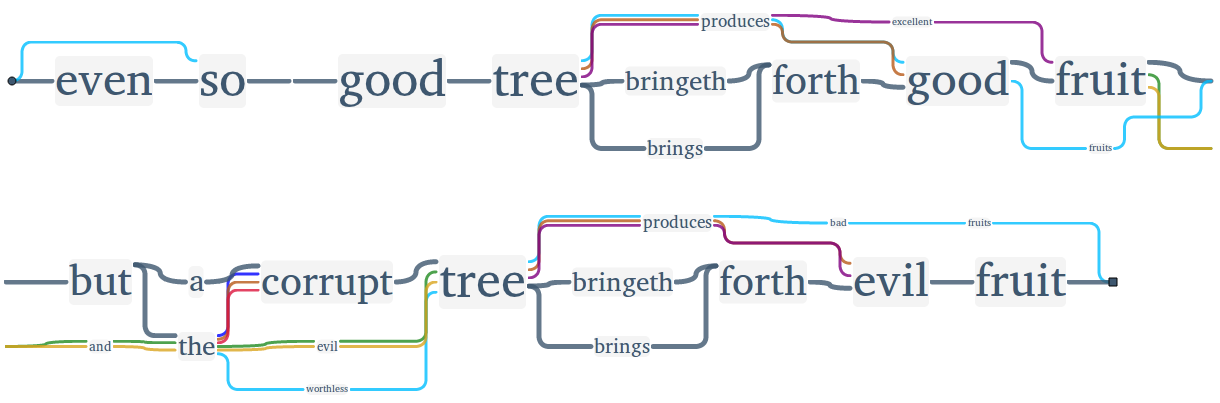 produces excellent
even so good tree bringeth forth good fruit
brings fruits
produces bad fruits
but a corrupt tree bringeth forth evil fruit
and the evil brings
worthless